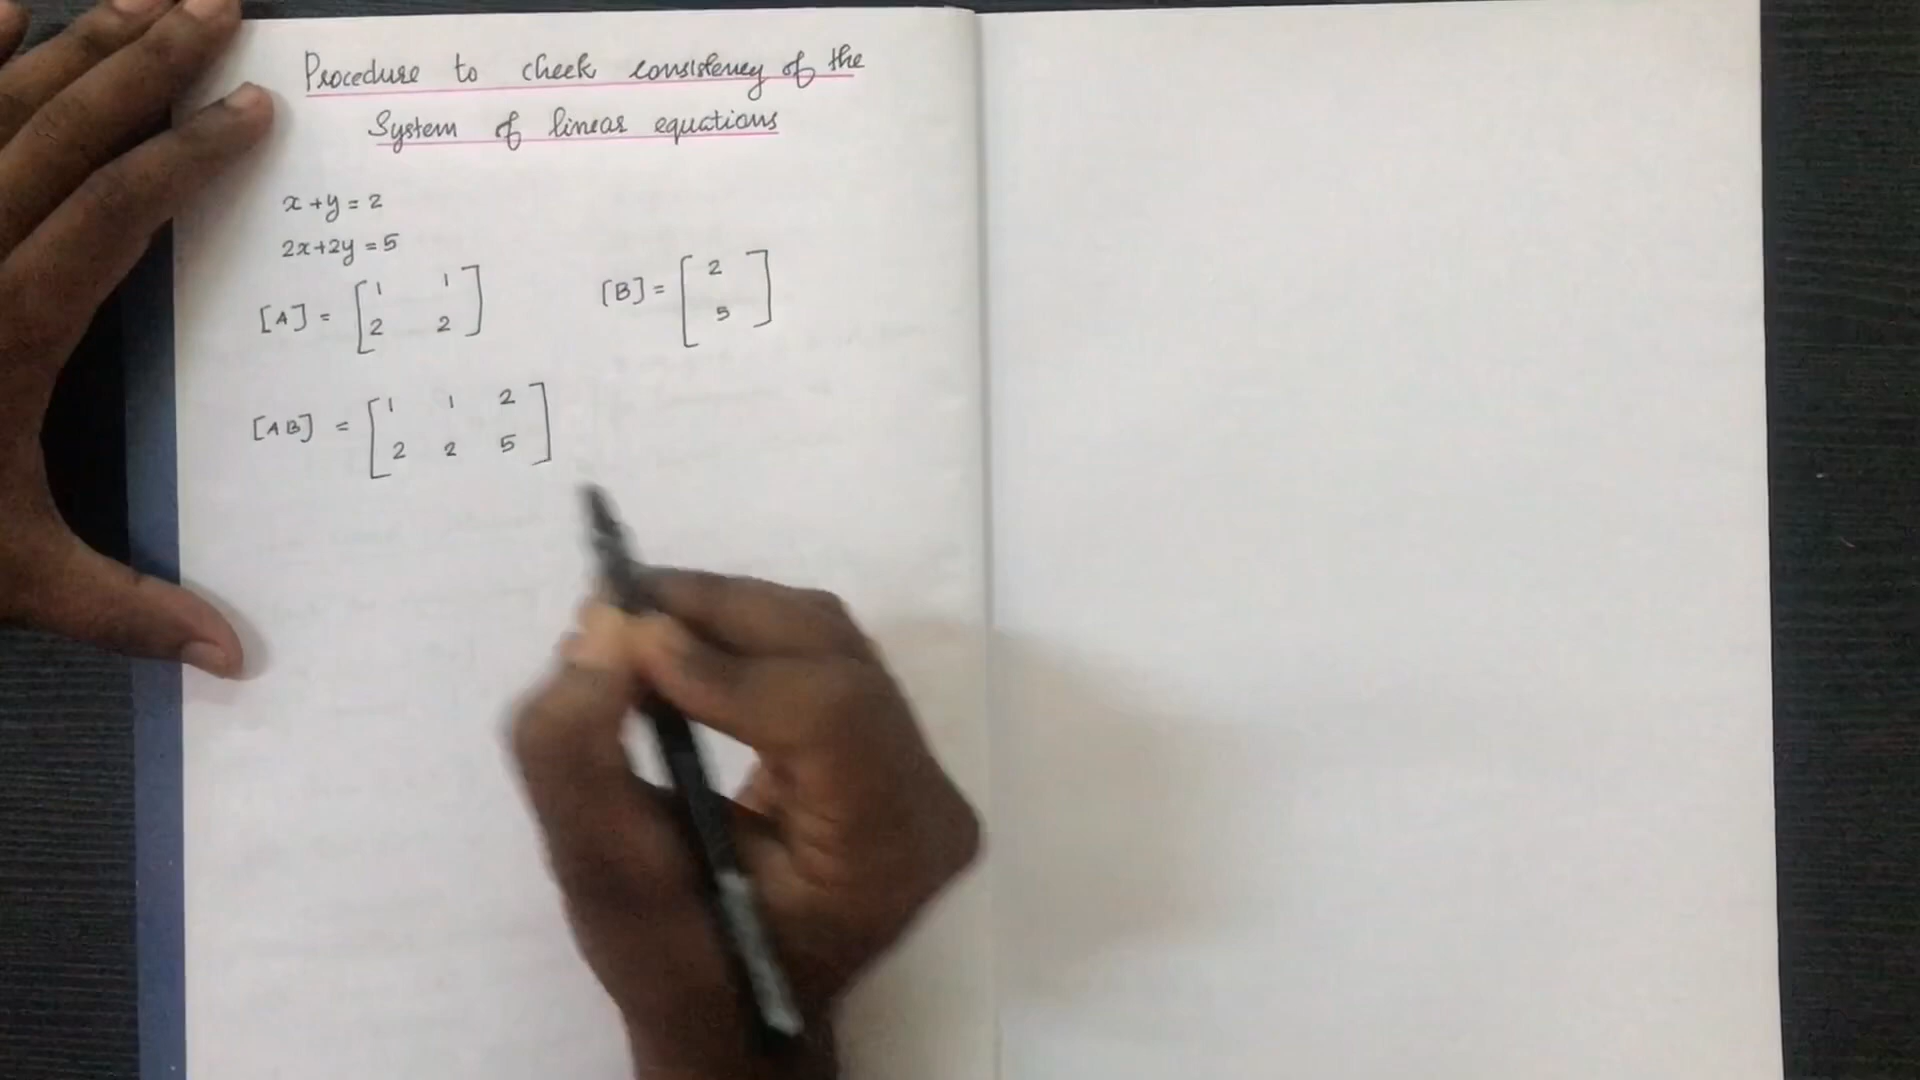 Procedure to check consistency of the
System of linear equations
x + y = 2
2x+2y = 5
[A] = [1 1
2 2]
[B] = [2
5]
[AB] = [1 1 2
2 2 5]